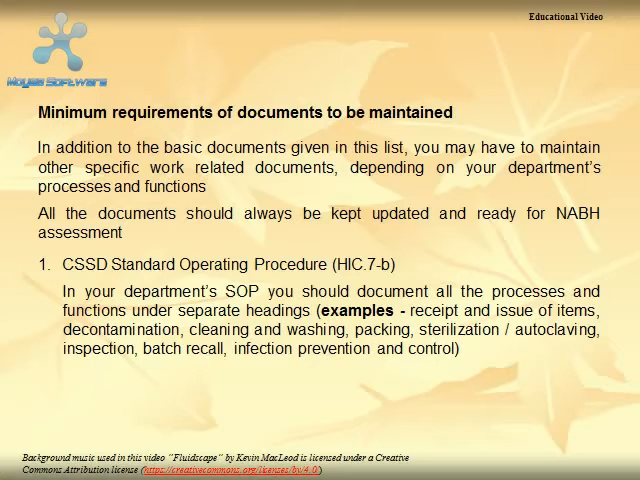 Educational Video
Moyes Software
Minimum requirements of documents to be maintained
In addition to the basic documents given in this list, you may have to maintain
other specific work related documents, depending on your department's
processes and functions
All the documents should always be kept updated and ready for NABH
assessment
1. CSSD Standard Operating Procedure (HIC.7-b)
In your department's SOP you should document all the processes and
functions under separate headings (examples - receipt and issue of items,
decontamination, cleaning and washing, packing, sterilization / autoclaving,
inspection, batch recall, infection prevention and control)
Background music used in this video "Fluidscape" by Kevin MacLeod is licensed under a Creative
Commons Attribution license (https://creativecommons.org/licenses/by/4.0/)